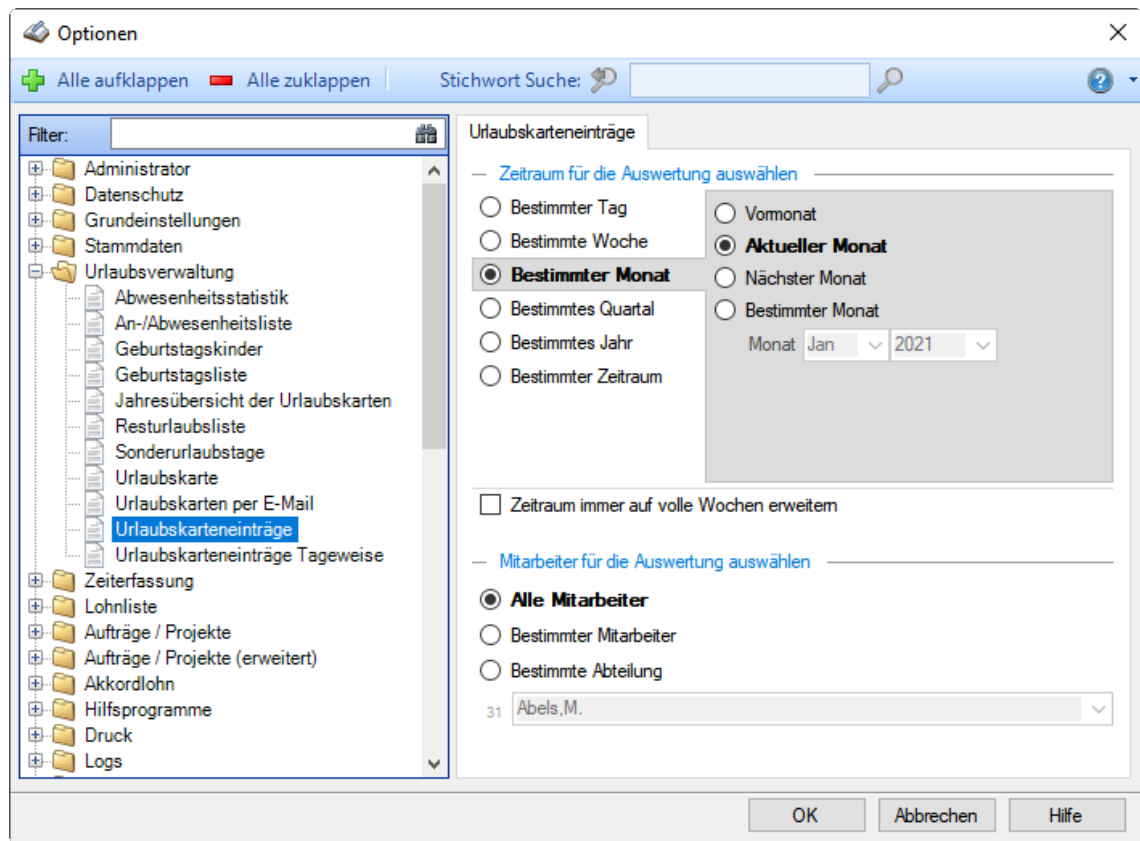 Optionen
Alle aufklappen Alle zuklappen Stichwort Suche:
Filter:
Administrator
Datenschutz
Grundeinstellungen
Stammdaten
Urlaubsverwaltung
Abwesenheitsstatistik
An-/Abwesenheitsliste
Geburtstagskinder
Geburtstagsliste
Jahresübersicht der Urlaubskarten
Resturlaubsliste
Sonderurlaubstage
Urlaubskarte
Urlaubskarten per E-Mail
Urlaubskarteneinträge
Urlaubskarteneinträge Tageweise
Zeiterfassung
Lohnliste
Aufträge / Projekte
Aufträge / Projekte (erweitert)
Akkordlohn
Hilfsprogramme
Druck
Logs
Urlaubskarteneinträge
Zeitraum für die Auswertung auswählen
Bestimmter Tag
Bestimmte Woche
Bestimmter Monat
Bestimmtes Quartal
Bestimmtes Jahr
Bestimmter Zeitraum
Vormonat
Aktueller Monat
Nächster Monat
Bestimmter Monat
Monat Jan 2021
Zeitraum immer auf volle Wochen erweitern
Mitarbeiter für die Auswertung auswählen
Alle Mitarbeiter
Bestimmter Mitarbeiter
Bestimmte Abteilung
31 Abels,M.
OK Abbrechen Hilfe